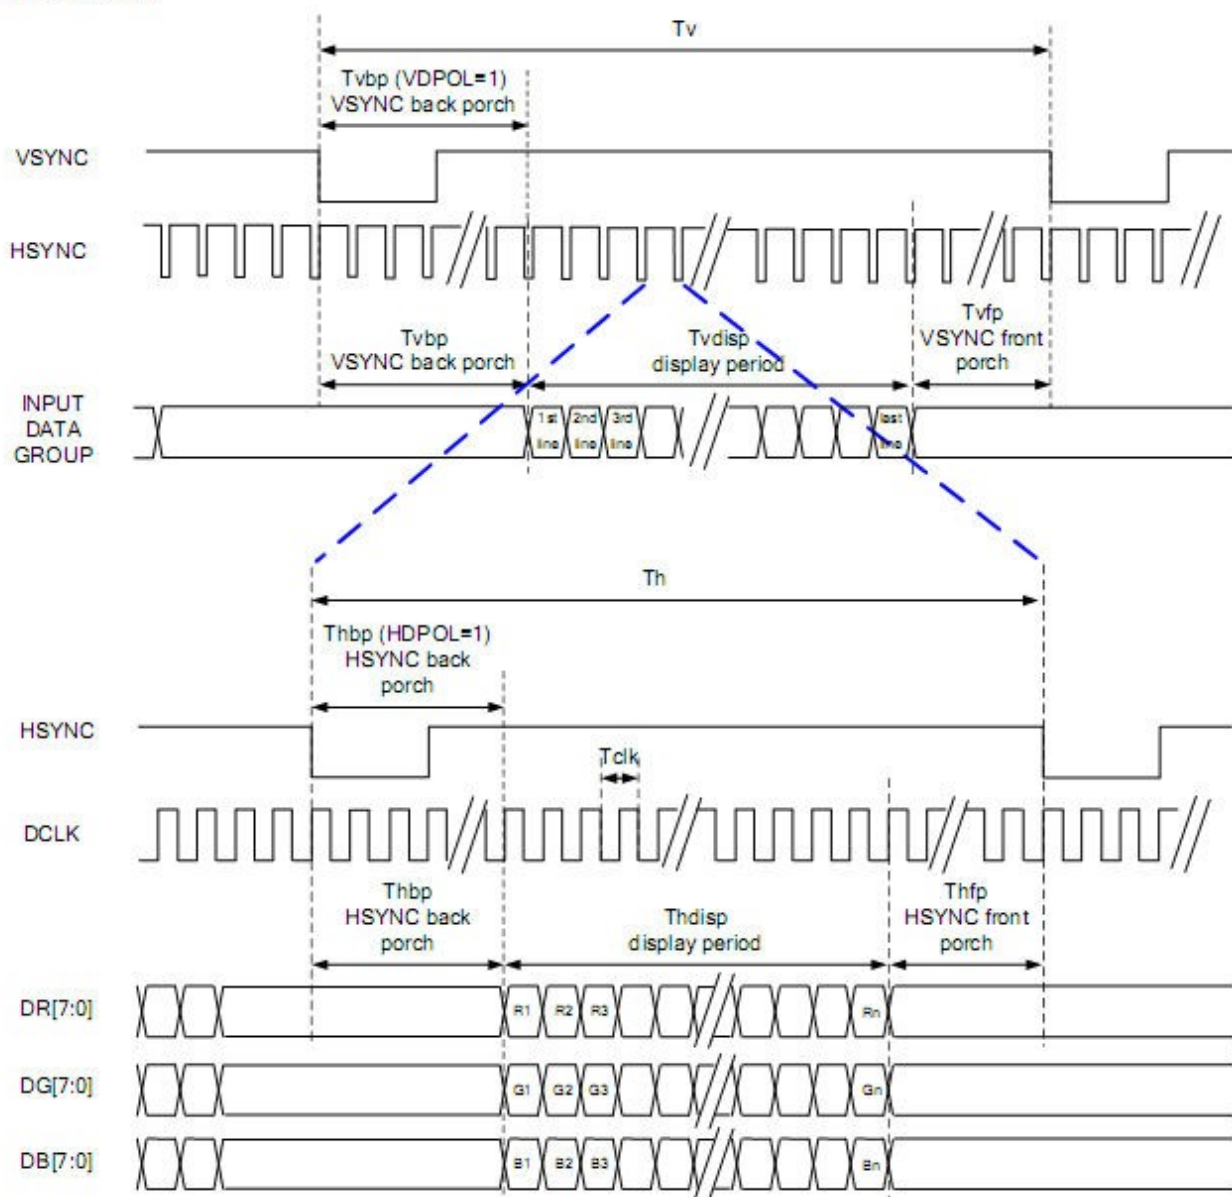 Tv
Tvbp (VDPOL=1)
VSYNC back porch
VSYNC
HSYNC
Tvbp
VSYNC back porch
Tvdisp
display period
Tvfp
VSYNC front
porch
INPUT
DATA
GROUP
1st
line
2nd
line
3rd
line
last
line
Th
Thbp (HDPOL=1)
HSYNC back
porch
HSYNC
Tclk
DCLK
Thbp
HSYNC back
porch
Thdisp
display period
Thfp
HSYNC front
porch
DR[7:0]
R1 R2 R3 Rn
DG[7:0]
G1 G2 G3 Gn
DB[7:0]
B1 B2 B3 Bn